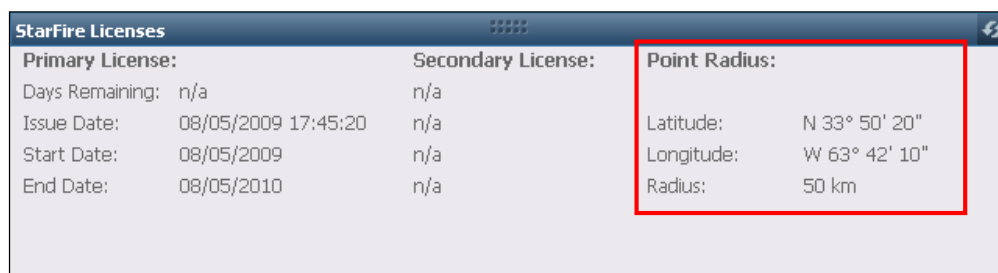 StarFire Licenses
Primary License: Secondary License: Point Radius:
Days Remaining: n/a n/a
Issue Date: 08/05/2009 17:45:20 n/a Latitude: N 33° 50' 20"
Start Date: 08/05/2009 n/a Longitude: W 63° 42' 10"
End Date: 08/05/2010 n/a Radius: 50 km